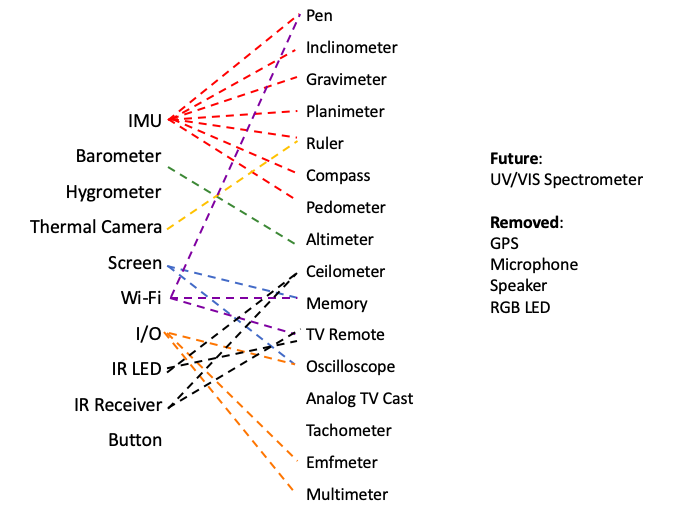 IMU
Barometer
Hygrometer
Thermal Camera
Screen
Wi-Fi
I/O
IR LED
IR Receiver
Button
Pen
Inclinometer
Gravimeter
Planimeter
Ruler
Compass
Pedometer
Altimeter
Ceilometer
Memory
TV Remote
Oscilloscope
Analog TV Cast
Tachometer
Emfmeter
Multimeter
Future:
UV/VIS Spectrometer
Removed:
GPS
Microphone
Speaker
RGB LED